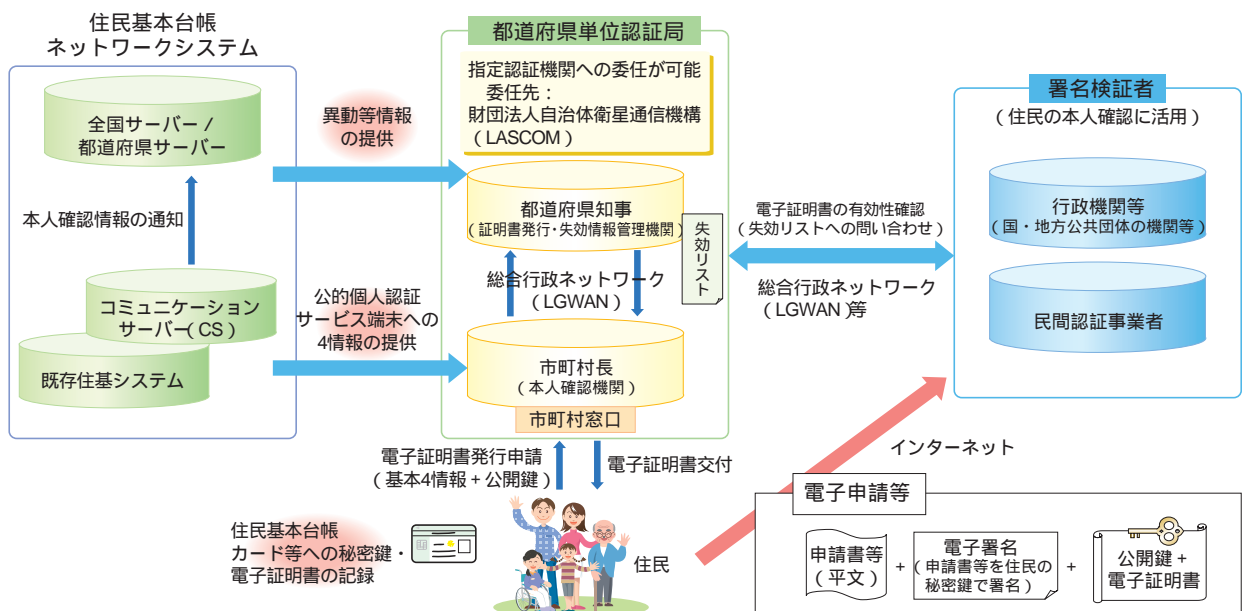 住民基本台帳
ネットワークシステム
全国サーバー /
都道府県サーバー
本人確認情報の通知
コミュニケーション
サーバー(CS)
既存住基システム
異動等情報
の提供
公的個人認証
サービス端末への
4情報の提供
都道府県単位認証局
指定認証機関への委任が可能
委任先:
財団法人自治体衛星通信機構
(LASCOM)
都道府県知事
(証明書発行・失効情報管理機関)
失効リスト
総合行政ネットワーク
(LGWAN)
市町村長
(本人確認機関)
市町村窓口
電子証明書発行申請
(基本4情報+公開鍵)
電子証明書交付
住民基本台帳
カード等への秘密鍵・
電子証明書の記録
住民
電子証明書の有効性確認
(失効リストへの問い合わせ)
総合行政ネットワーク
(LGWAN)等
署名検証者
(住民の本人確認に活用)
行政機関等
(国・地方公共団体の機関等)
民間認証事業者
インターネット
電子申請等
申請書等
(平文)
+
電子署名
(申請書等を住民の
秘密鍵で署名)
+
公開鍵+
電子証明書